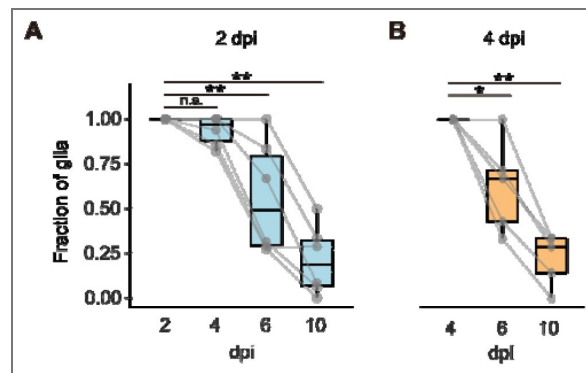 A
2 dpi
**
**
n.s.
Fraction of glia
1.00
0.75
0.50
0.25
0.00
2 4 6 10
dpi
B
4 dpi
**
*
4 6 10
dpi